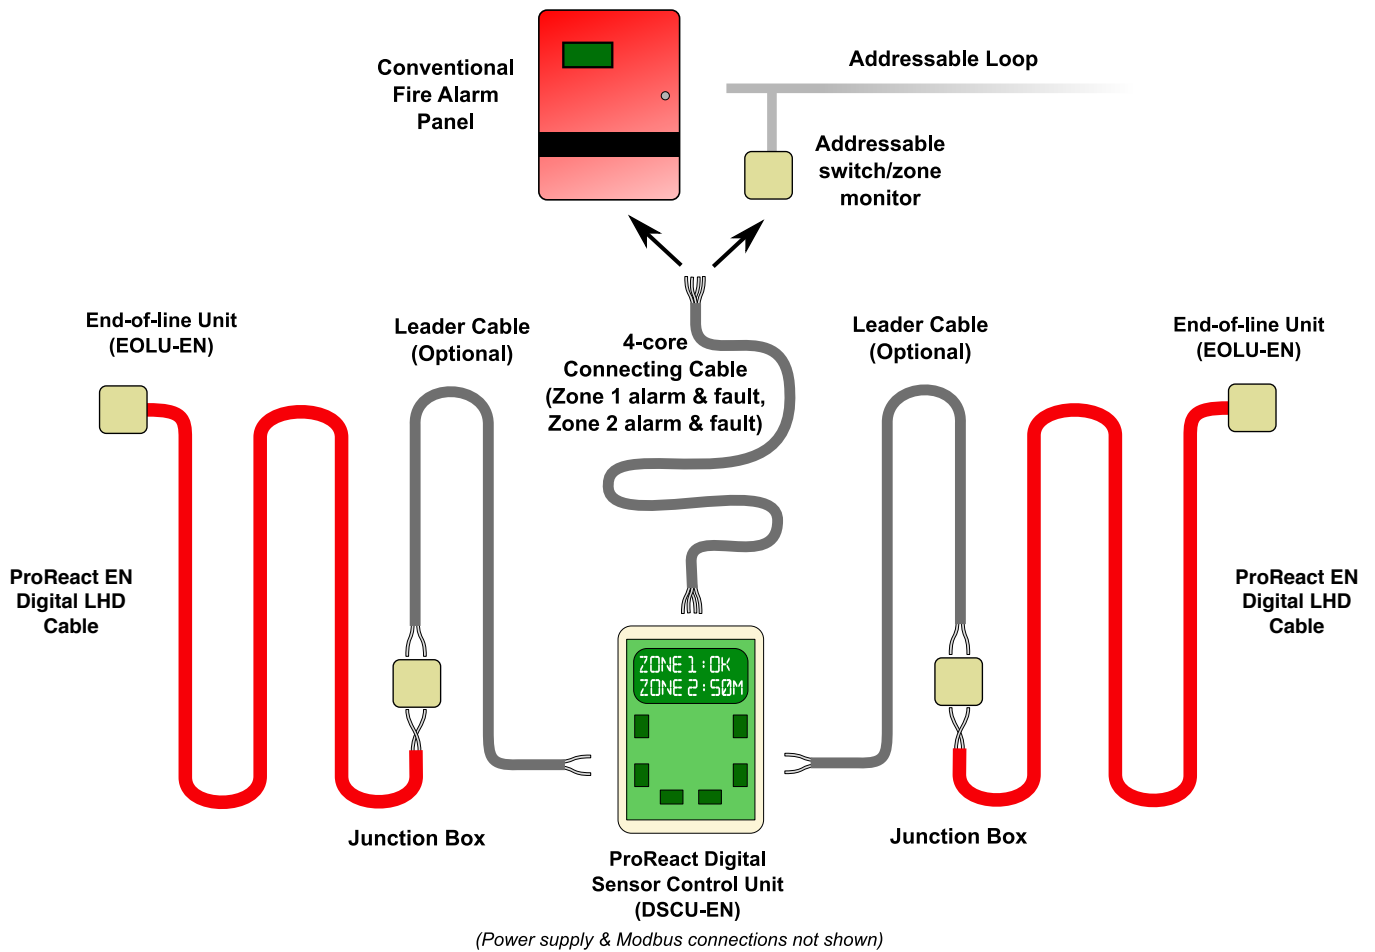 Conventional
Fire Alarm
Panel
Addressable Loop
Addressable
switch/zone
monitor
End-of-line Unit
(EOLU-EN)
Leader Cable
(Optional)
4-core
Connecting Cable
(Zone 1 alarm & fault,
Zone 2 alarm & fault)
Leader Cable
(Optional)
End-of-line Unit
(EOLU-EN)
ProReact EN
Digital LHD
Cable
ProReact EN
Digital LHD
Cable
ZONE 1: OK
ZONE 2: 50M
Junction Box
Junction Box
ProReact Digital
Sensor Control Unit
(DSCU-EN)
(Power supply & Modbus connections not shown)